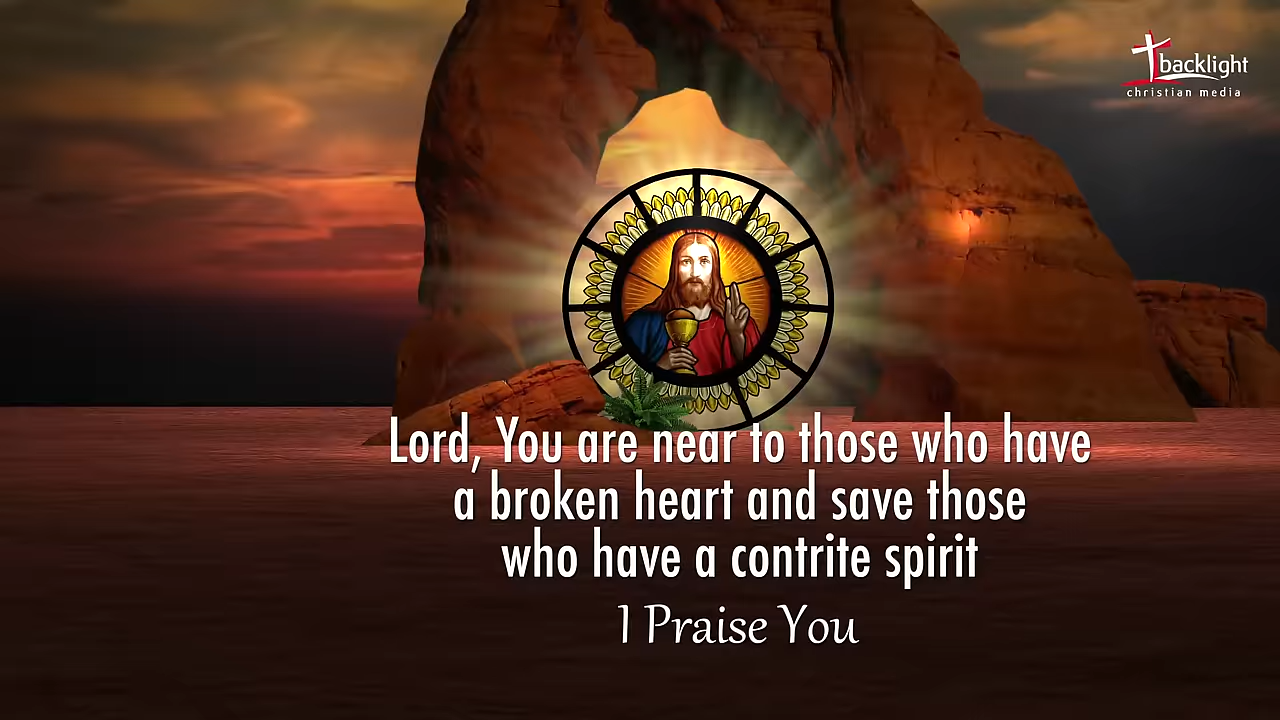 backlight
christian media
Lord, You are near to those who have
a broken heart and save those
who have a contrite spirit
I Praise You